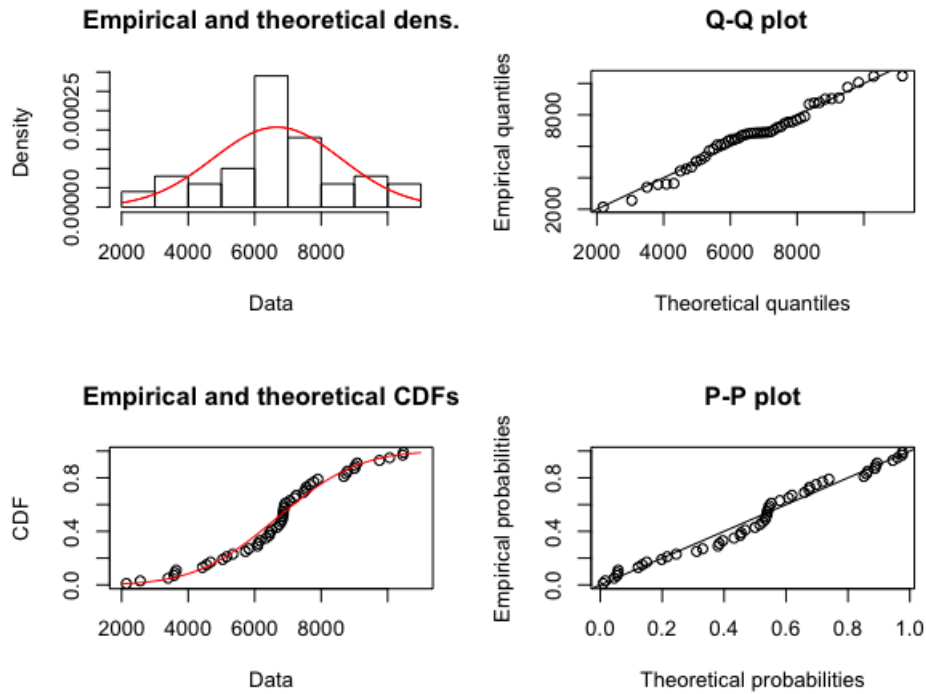 Empirical and theoretical dens.
Density
0.00000 0.00025
2000 4000 6000 8000
Data
Q-Q plot
Empirical quantiles
2000 8000
2000 4000 6000 8000
Theoretical quantiles
Empirical and theoretical CDFs
CDF
0.0 0.4 0.8
2000 4000 6000 8000
Data
P-P plot
Empirical probabilities
0.0 0.4 0.8
0.0 0.2 0.4 0.6 0.8 1.0
Theoretical probabilities